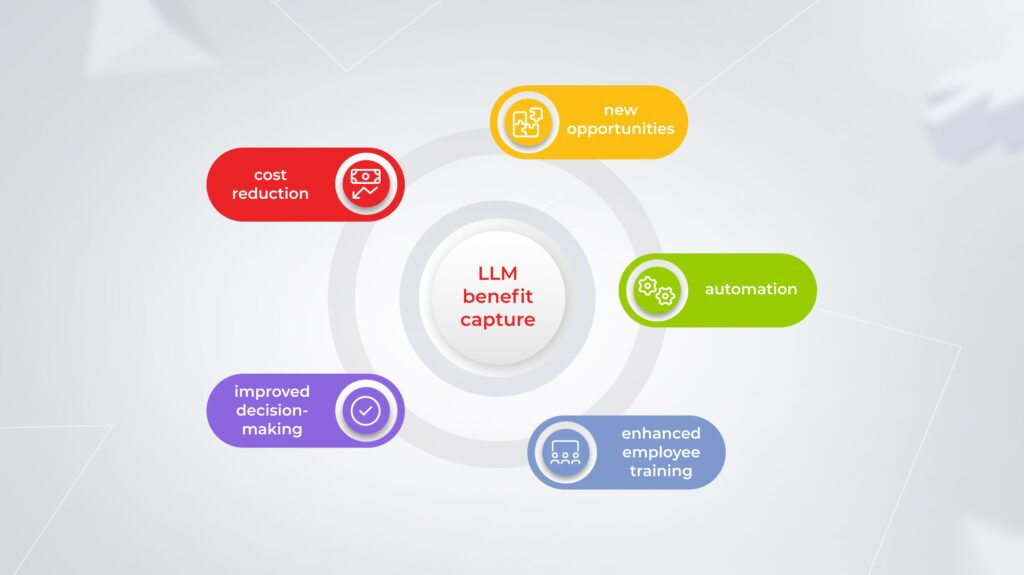 new
opportunities
cost
reduction
LLM
benefit
capture
automation
improved
decision-
making
enhanced
employee
training